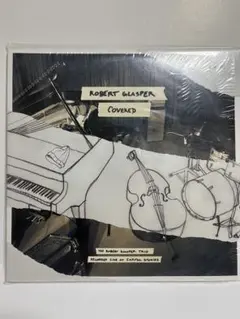 ROBERT GLASPER
COVERED
THE ROBERT GLASPER TRIO
RECORDED LIVE AT CAPITOL STUDIOS